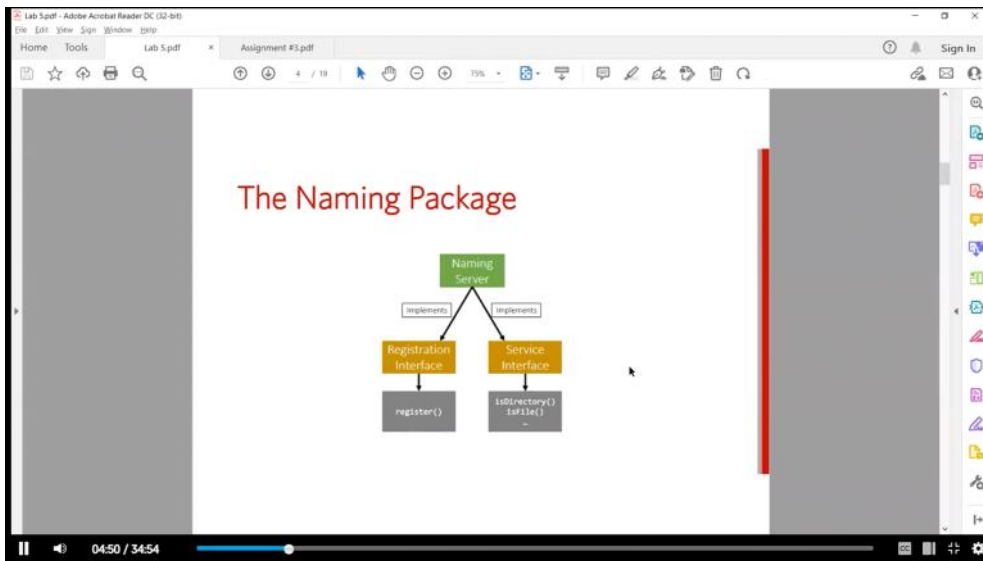 Lab 5.pdf - Adobe Acrobat Reader DC (32-bit)
File Edit View Sign Window Help
Home Tools Lab 5.pdf × Assignment #3.pdf Sign In
4 / 19 75%
The Naming Package
Naming
Server
Implements Implements
Registration
Interface
Service
Interface
register()
isDirectory()
isFile()
04:50 / 34:54
CC